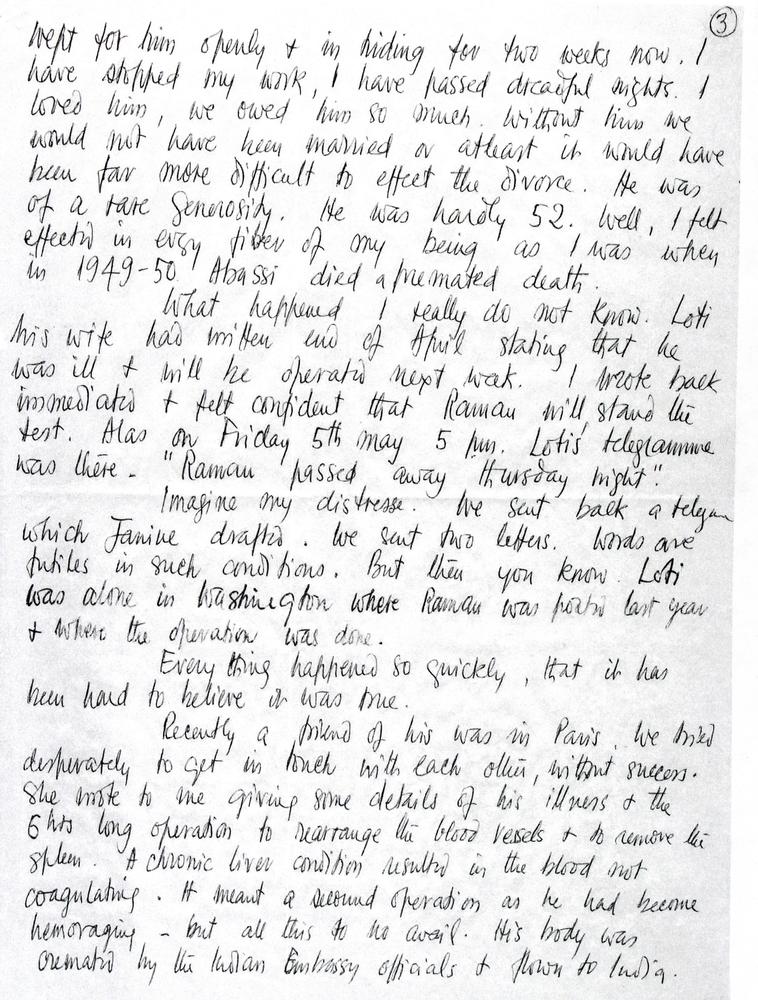 3
wept for him openly & in hiding for two weeks now. I
have stopped my work, I have passed dreadful nights. I
loved him, we owed him so much. Without him we
would not have been married or atleast it would have
been far more difficult to effect the divorce. He was
of a rare generosity. He was hardly 52. Well, I felt
effected in evry fiber of my being as I was when
in 1949-50 Abassi died a premated death.
What happened I really do not know. Loti
his wife had written end of April stating that he
was ill & will be operated next week. I wrote back
immediated & felt confident that Raman will stand the
test. Alas on Friday 5th may 5 pm. Lotis' telegramme
was there - "Raman passed away thursday night".
Imagine my distresse. We sent back a telegram
which Janine drafted. We sent two letters. Words are
futiles in such conditions. But then you know. Loti
was alone in Washington where Raman was posted last year
& where the operation was done.
Every thing happened so quickly, that it has
been hard to believe it was true.
Recently a friend of his was in Paris. We tried
desperately to get in touch with each other, without success.
She wrote to me giving some details of his illness & the
6 hrs long operation to rearrange the blood vessels & to remove the
spleen. A chronic liver condition resulted in the blood not
coagulating. It meant a second operation as he had become
hemoraging - but all this to no avail. His body was
cremated by the Indian Embassy officials & flown to India.